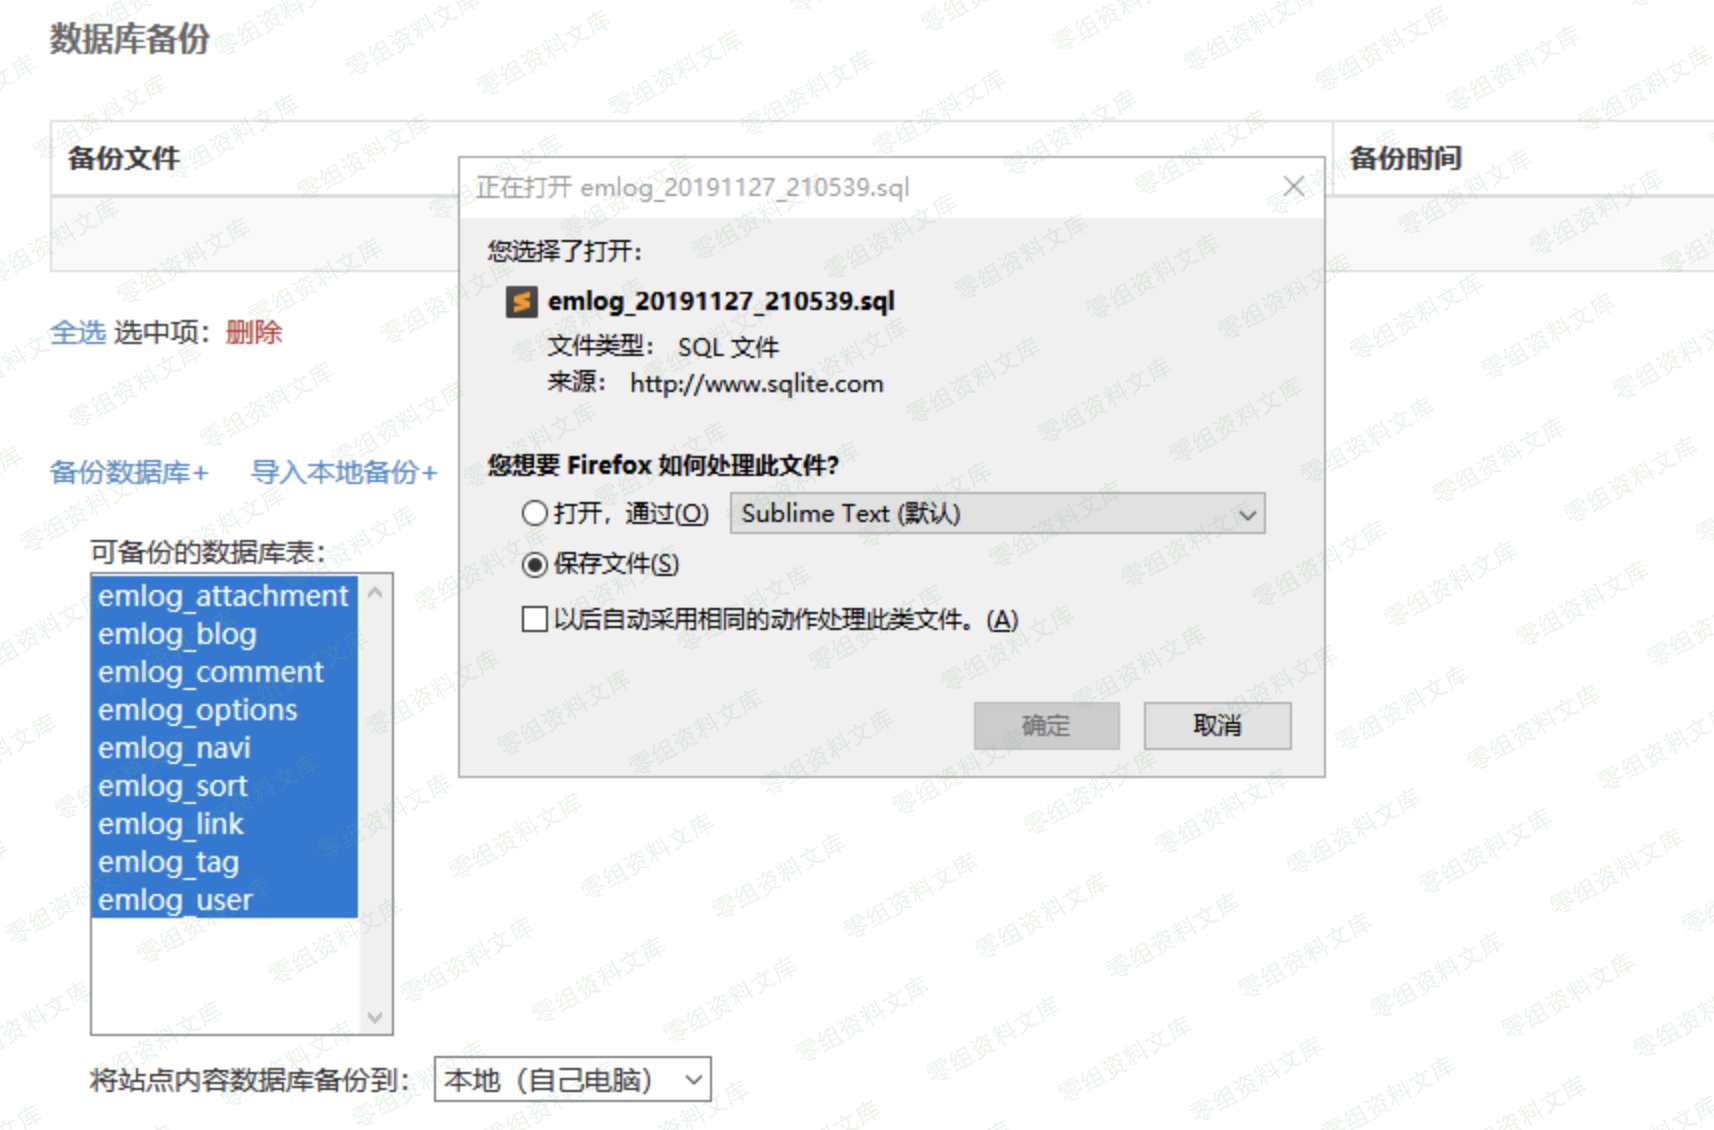 数据库备份
备份文件
备份时间
正在打开 emlog_20191127_210539.sql
您选择了打开：
emlog_20191127_210539.sql
文件类型： SQL 文件
来源： http://www.sqlite.com
您想要 Firefox 如何处理此文件?
打开，通过(O) Sublime Text (默认)
保存文件(S)
以后自动采用相同的动作处理此类文件。(A)
确定 取消
全选 选中项：删除
备份数据库+ 导入本地备份+
可备份的数据库表：
emlog_attachment
emlog_blog
emlog_comment
emlog_options
emlog_navi
emlog_sort
emlog_link
emlog_tag
emlog_user
将站点内容数据库备份到： 本地（自己电脑）
零组资料文库